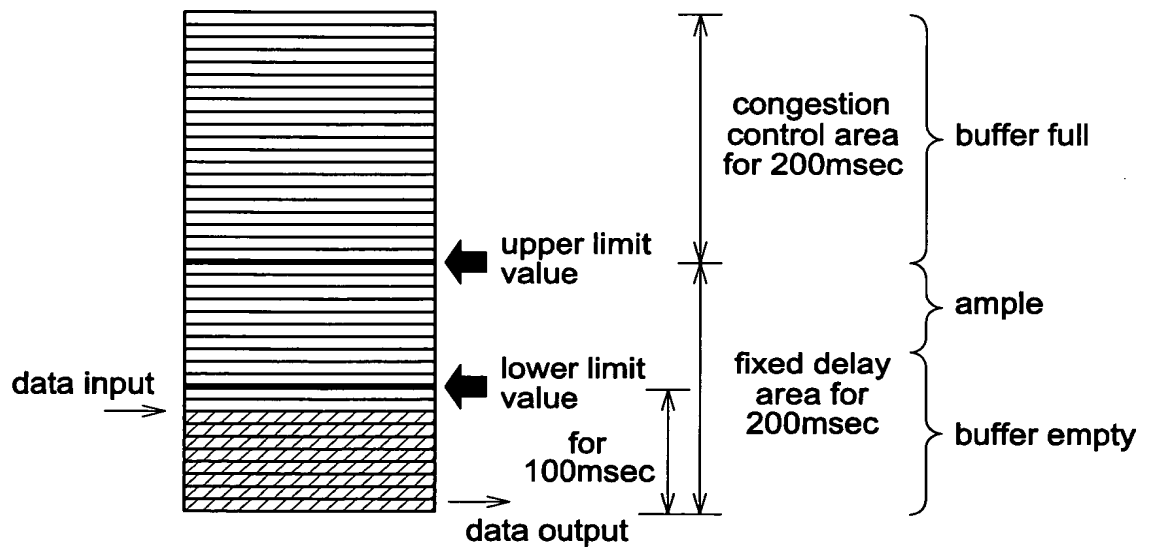 congestion
control area
for 200msec
buffer full
upper limit
value
ample
data input
lower limit
value
fixed delay
area for
200msec
for
100msec
buffer empty
data output